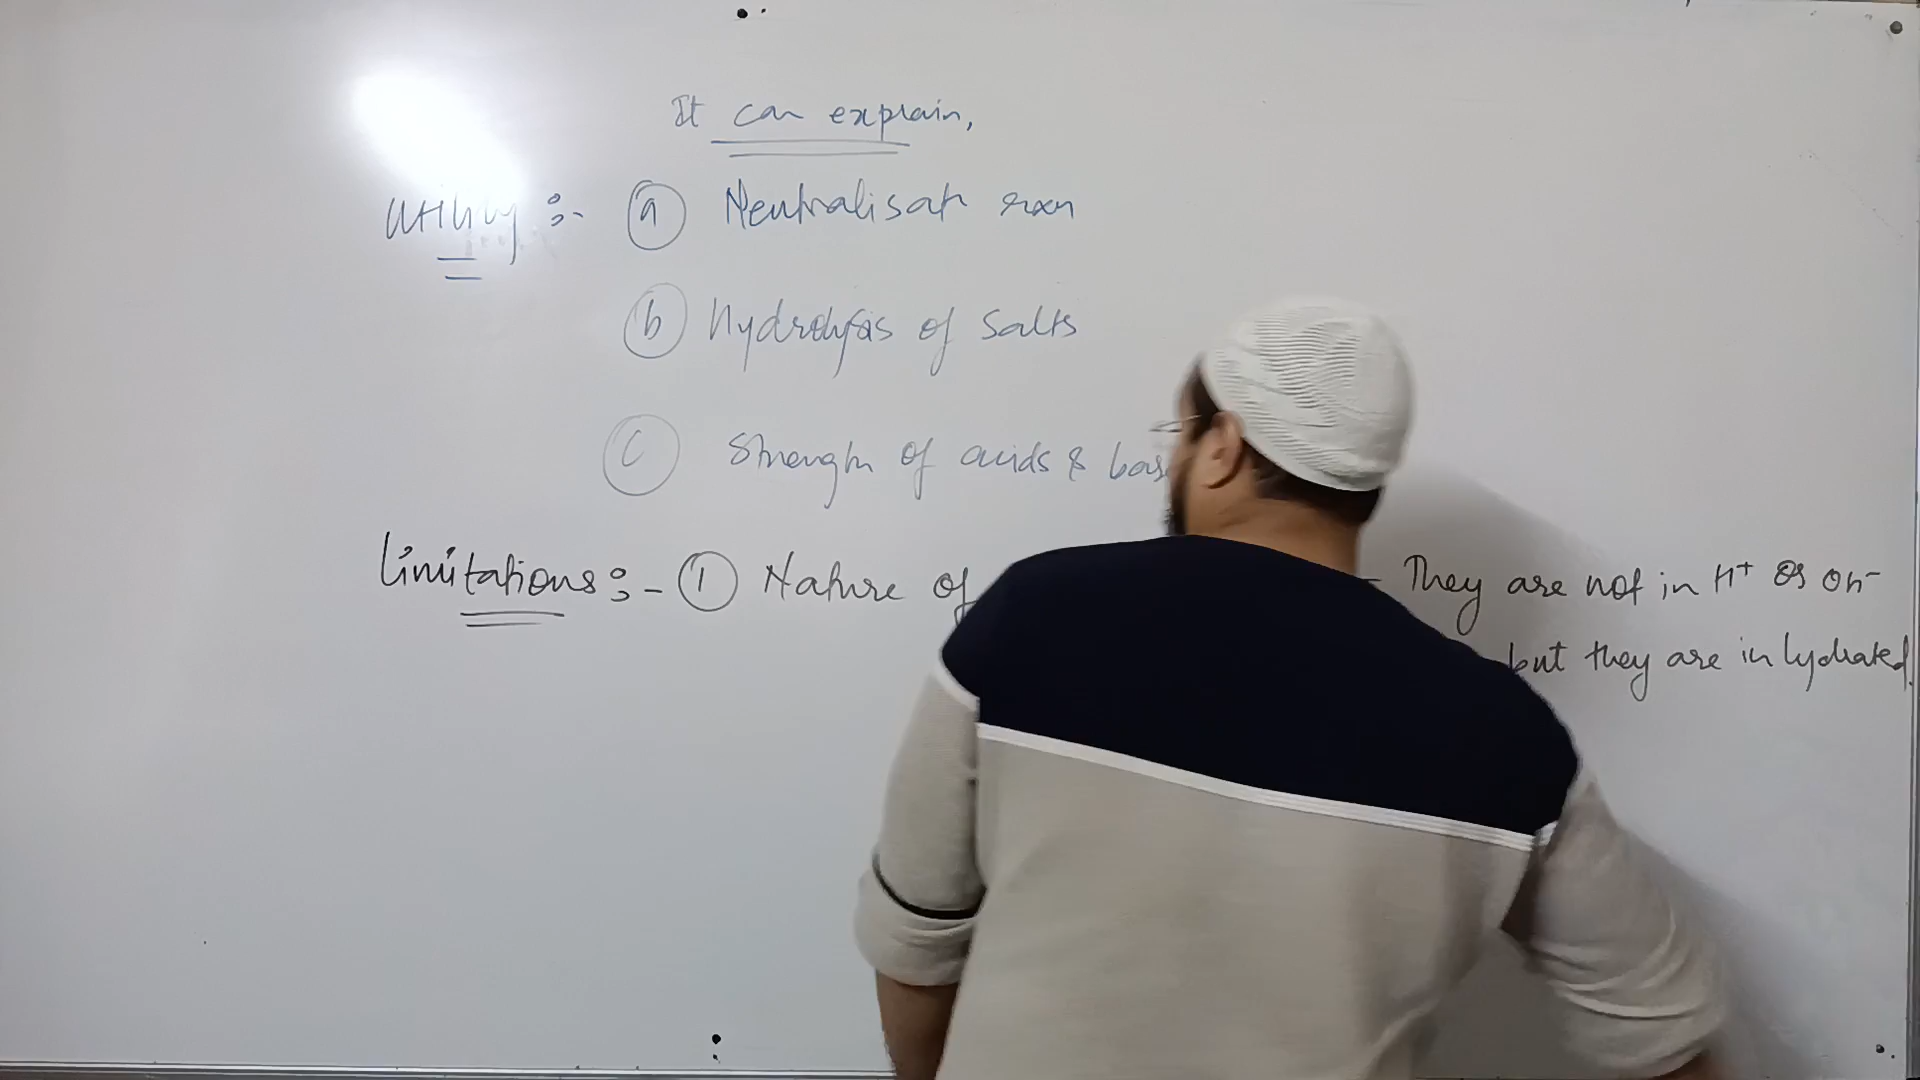 It can explain,
Utility :- (a) Neutralisatn rxn
(b) Hydrolysis of salts
(c) Strength of acids & bas
limitations :- (1) Nature of - They are not in H⁺ or OH⁻
but they are in hydrated.